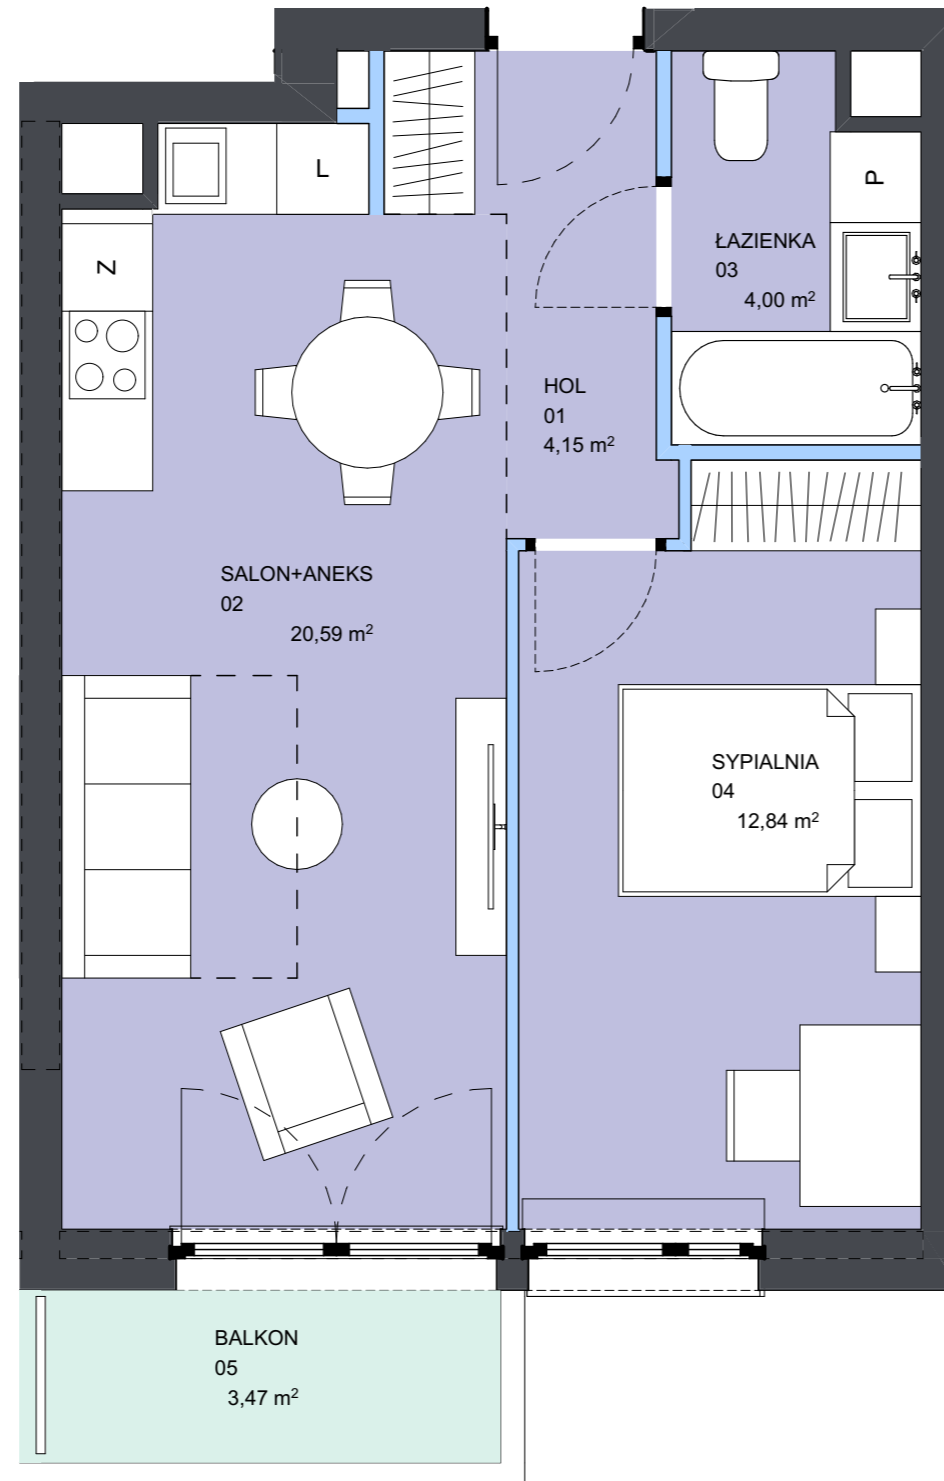 L
P
Z
ŁAZIENKA
03
4,00 m²
HOL
01
4,15 m²
SALON+ANEKS
02
20,59 m²
SYPIALNIA
04
12,84 m²
BALKON
05
3,47 m²